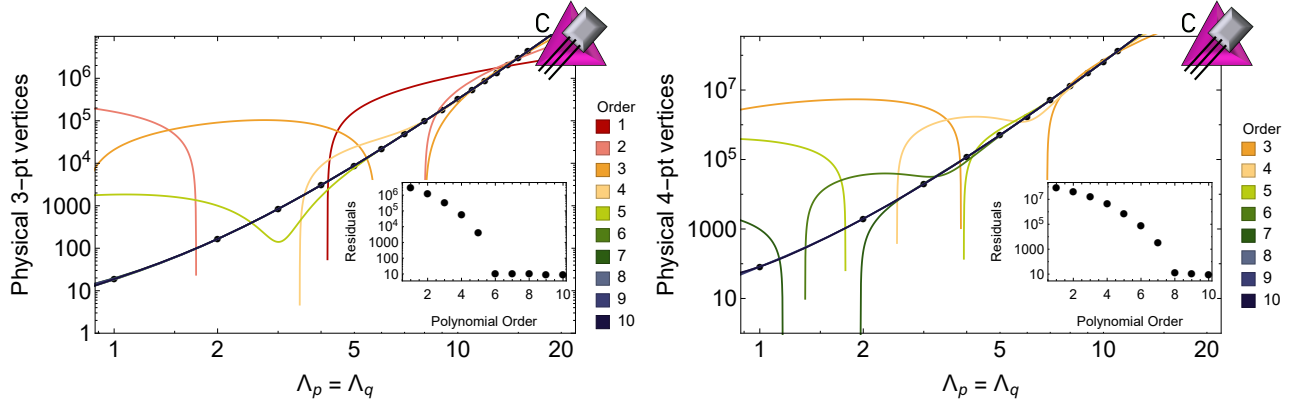 C
Physical 3-pt vertices
10⁶
10⁵
10⁴
1000
100
10
1
1 2 5 10 20
Λp = Λq
Order
1
2
3
4
5
6
7
8
9
10
Residuals
10⁶
10⁵
10⁴
1000
100
10
2 4 6 8 10
Polynomial Order
C
Physical 4-pt vertices
10⁷
10⁵
1000
10
1 2 5 10 20
Λp = Λq
Order
3
4
5
6
7
8
9
10
Residuals
10⁷
10⁵
1000
10
2 4 6 8 10
Polynomial Order